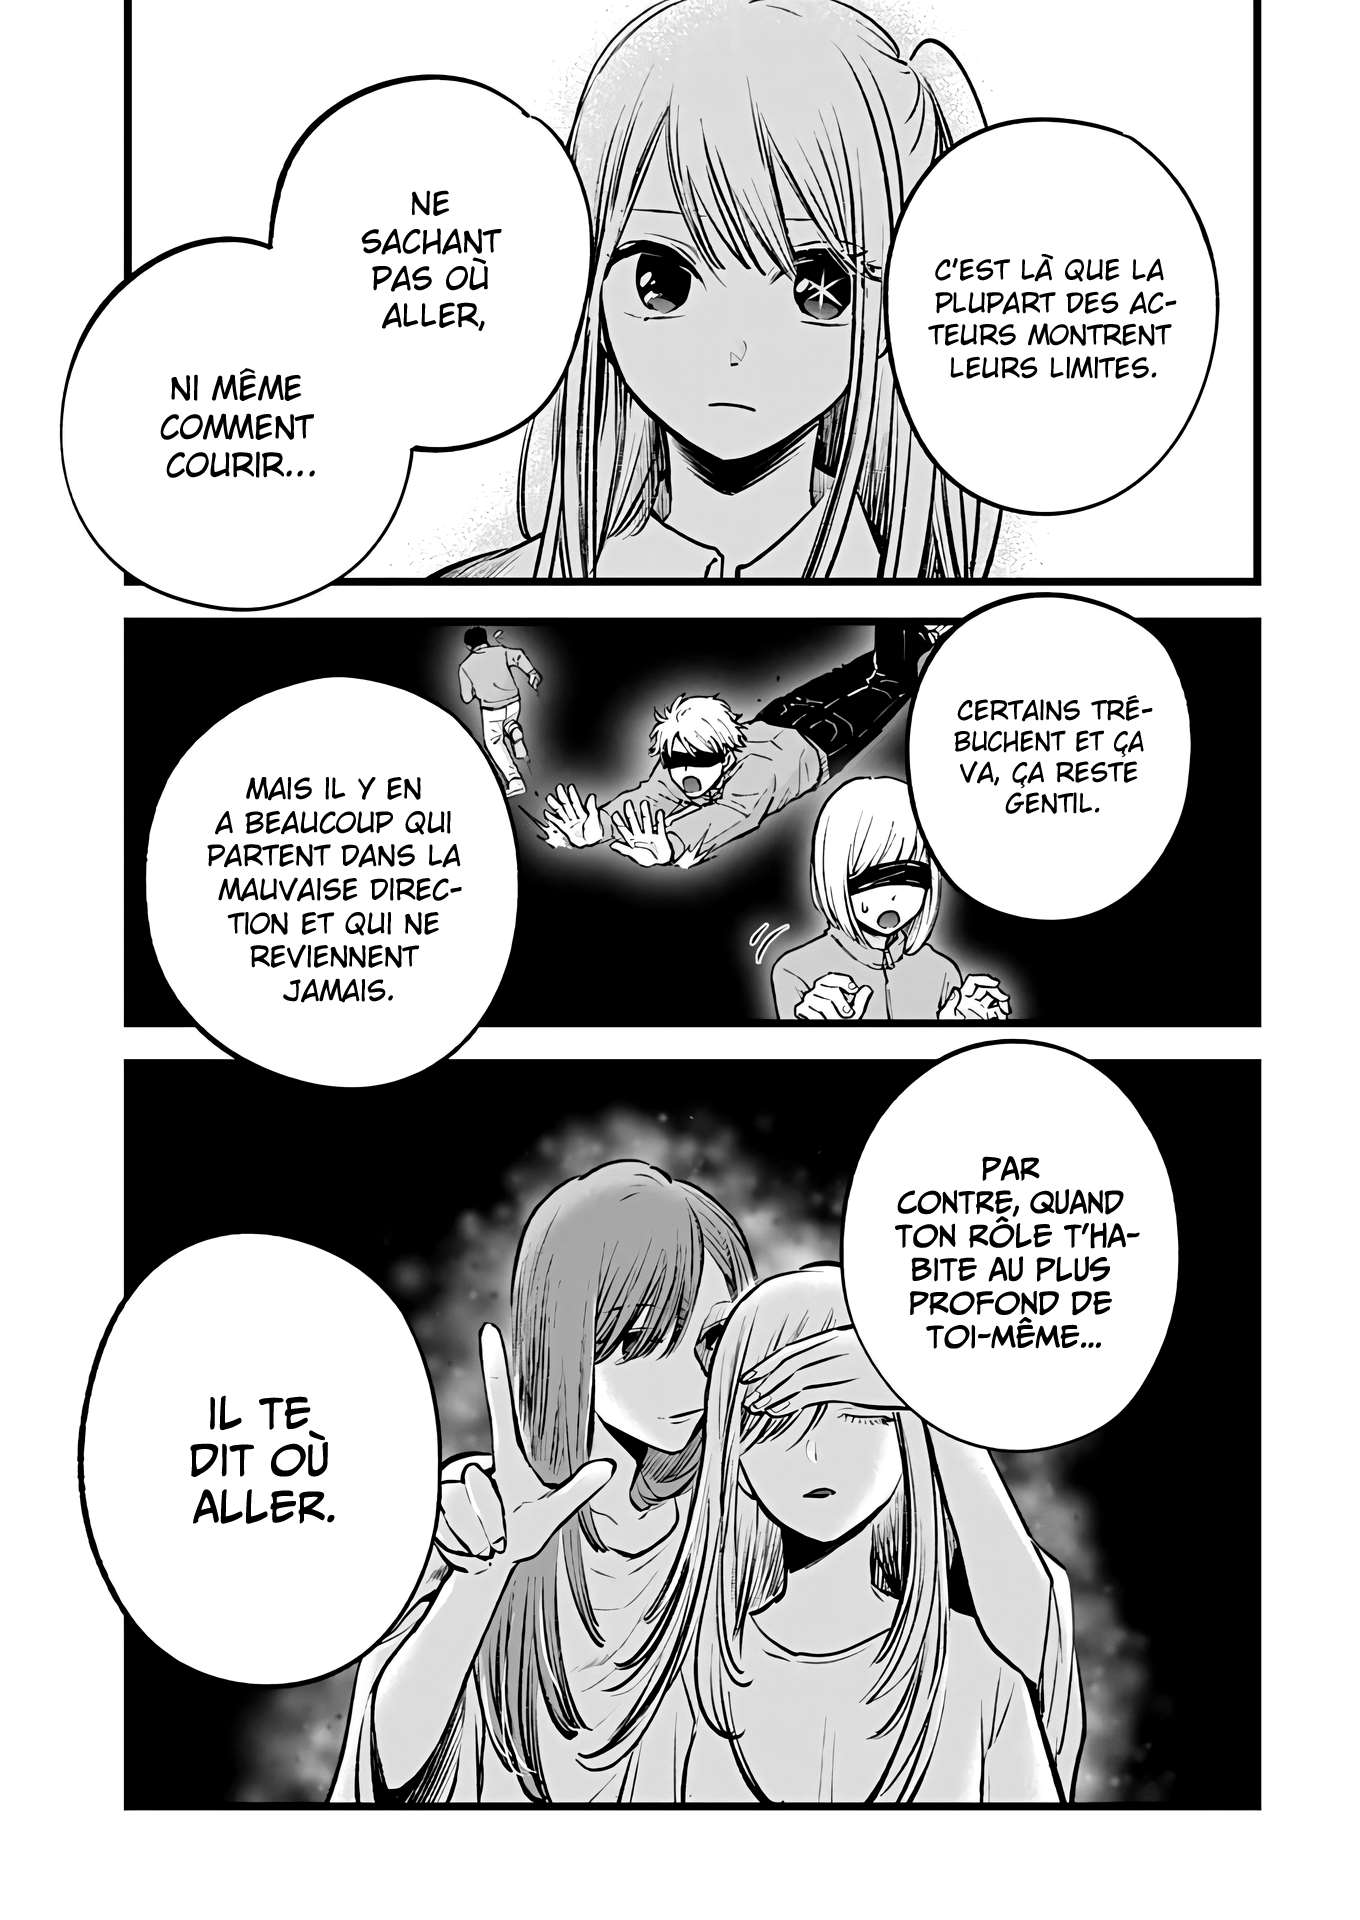 C'EST LÀ QUE LA
PLUPART DES AC-
TEURS MONTRENT
LEURS LIMITES.
NE
SACHANT
PAS OÙ
ALLER,
NI MÊME
COMMENT
COURIR...
CERTAINS TRÉ-
BUCHENT ET ÇA
VA, ÇA RESTE
GENTIL.
MAIS IL Y EN
A BEAUCOUP QUI
PARTENT DANS LA
MAUVAISE DIREC-
TION ET QUI NE
REVIENNENT
JAMAIS.
PAR
CONTRE, QUAND
TON RÔLE T'HA-
BITE AU PLUS
PROFOND DE
TOI-MÊME...
IL TE
DIT OÙ
ALLER.